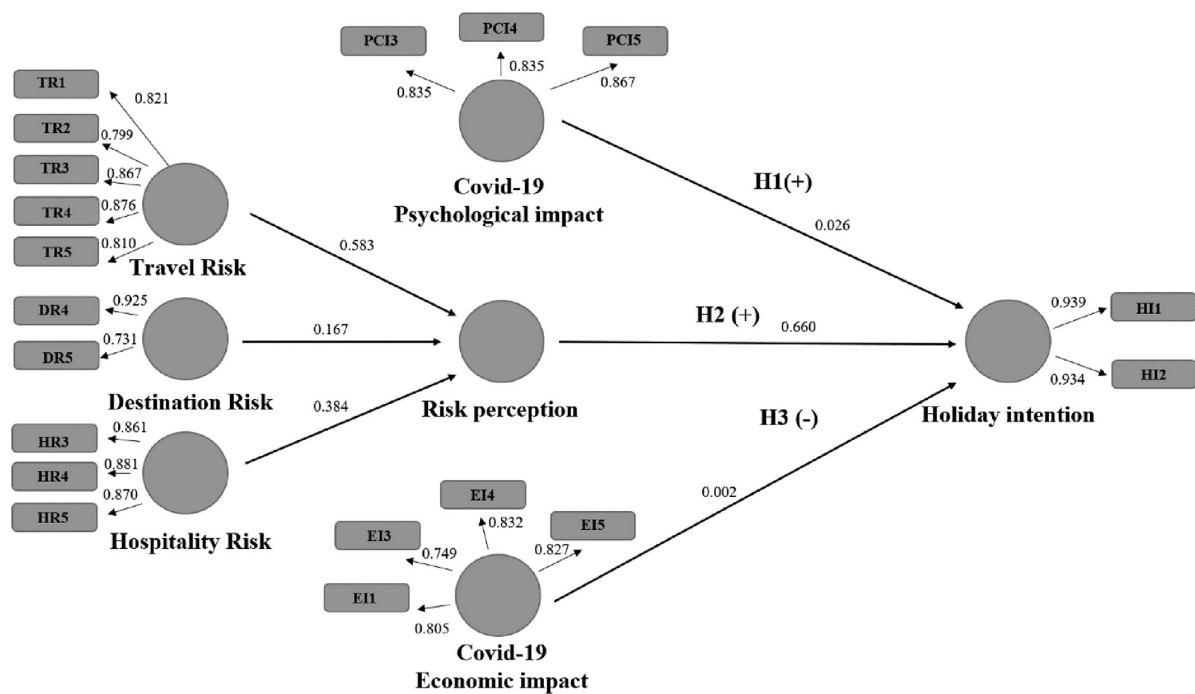 PCI3
PCI4
PCI5
0.835
0.835
0.867
TR1
0.821
TR2
0.799
TR3
0.867
TR4
0.876
TR5
0.810
Travel Risk
Covid-19
Psychological impact
H1(+)
0.026
0.583
DR4
0.925
DR5
0.731
Destination Risk
0.167
Risk perception
H2 (+)
0.660
HI1
0.939
HI2
0.934
Holiday intention
HR3
0.861
HR4
0.881
HR5
0.870
Hospitality Risk
0.384
H3 (-)
0.002
EI4
0.832
EI3
0.749
EI5
0.827
EI1
0.805
Covid-19
Economic impact